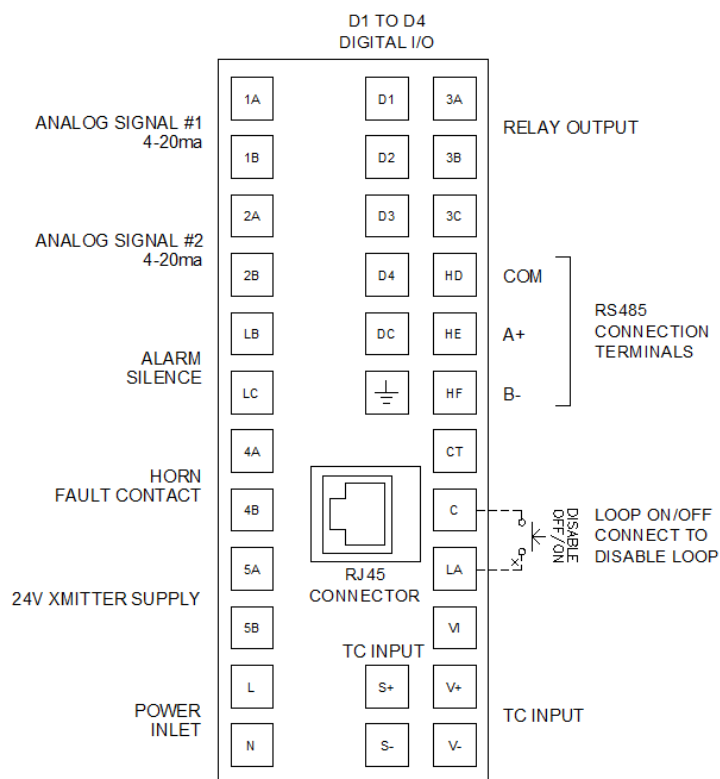 D1 TO D4
DIGITAL I/O
1A
D1
3A
ANALOG SIGNAL #1
4-20ma
RELAY OUTPUT
1B
D2
3B
2A
D3
3C
ANALOG SIGNAL #2
4-20ma
2B
D4
HD
COM
RS485
CONNECTION
TERMINALS
LB
DC
HE
A+
ALARM
SILENCE
LC
HF
B-
4A
CT
HORN
FAULT CONTACT
4B
C
DISABLE
OFF/ON
LOOP ON/OFF
CONNECT TO
DISABLE LOOP
5A
RJ45
CONNECTOR
LA
x
24V XMITTER SUPPLY
5B
VI
TC INPUT
L
S+
V+
POWER
INLET
TC INPUT
N
S-
V-